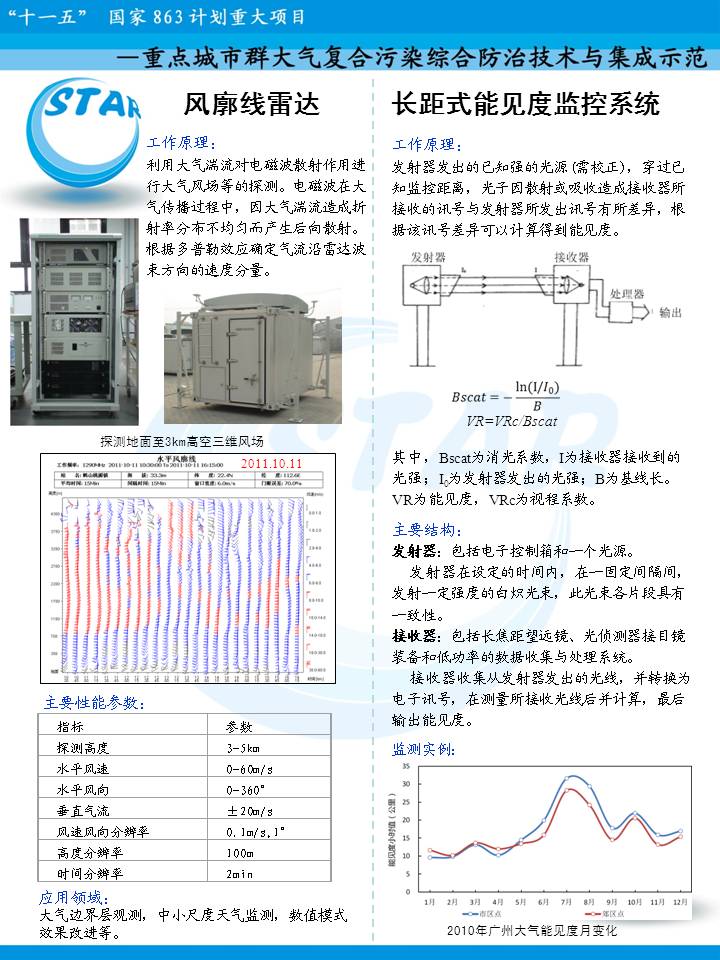 “十一五” 国家 863 计划重大项目
—重点城市群大气复合污染综合防治技术与集成示范
STAR
风廓线雷达
工作原理：
利用大气湍流对电磁波散射作用进
行大气风场等的探测。电磁波在大
气传播过程中，因大气湍流造成折
射率分布不均匀而产生后向散射。
根据多普勒效应确定气流沿雷达波
束方向的速度分量。
探测地面至3km高空三维风场
水平风廓线
2011.10.11
主要性能参数：
指标 参数
探测高度 3-5km
水平风速 0-60m/s
水平风向 0-360°
垂直气流 ±20m/s
风速风向分辨率 0.1m/s,1°
高度分辨率 100m
时间分辨率 2min
应用领域：
大气边界层观测，中小尺度天气监测，数值模式
效果改进等。
长距式能见度监控系统
工作原理：
发射器发出的已知强的光源(需校正)，穿过已
知监控距离，光子因散射或吸收造成接收器所
接收的讯号与发射器所发出讯号有所差异，根
据该讯号差异可以计算得到能见度。
发射器 接收器
I₀ I
处理器
输出
Bscat = − ln(I/I₀) / B
VR=VRc/Bscat
其中，Bscat为消光系数，I为接收器接收到的
光强；I₀为发射器发出的光强；B为基线长。
VR为能见度，VRc为视程系数。
主要结构：
发射器：包括电子控制箱和一个光源。
发射器在设定的时间内，在一固定间隔间，
发射一定强度的白炽光束，此光束各片段具有
一致性。
接收器：包括长焦距望远镜、光侦测器接目镜
装备和低功率的数据收集与处理系统。
接收器收集从发射器发出的光线，并转换为
电子讯号，在测量所接收光线后并计算，最后
输出能见度。
监测实例:
能见度小时值（公里）
35
30
25
20
15
10
5
0
1月 2月 3月 4月 5月 6月 7月 8月 9月 10月 11月 12月
市区点 郊区点
2010年广州大气能见度月变化